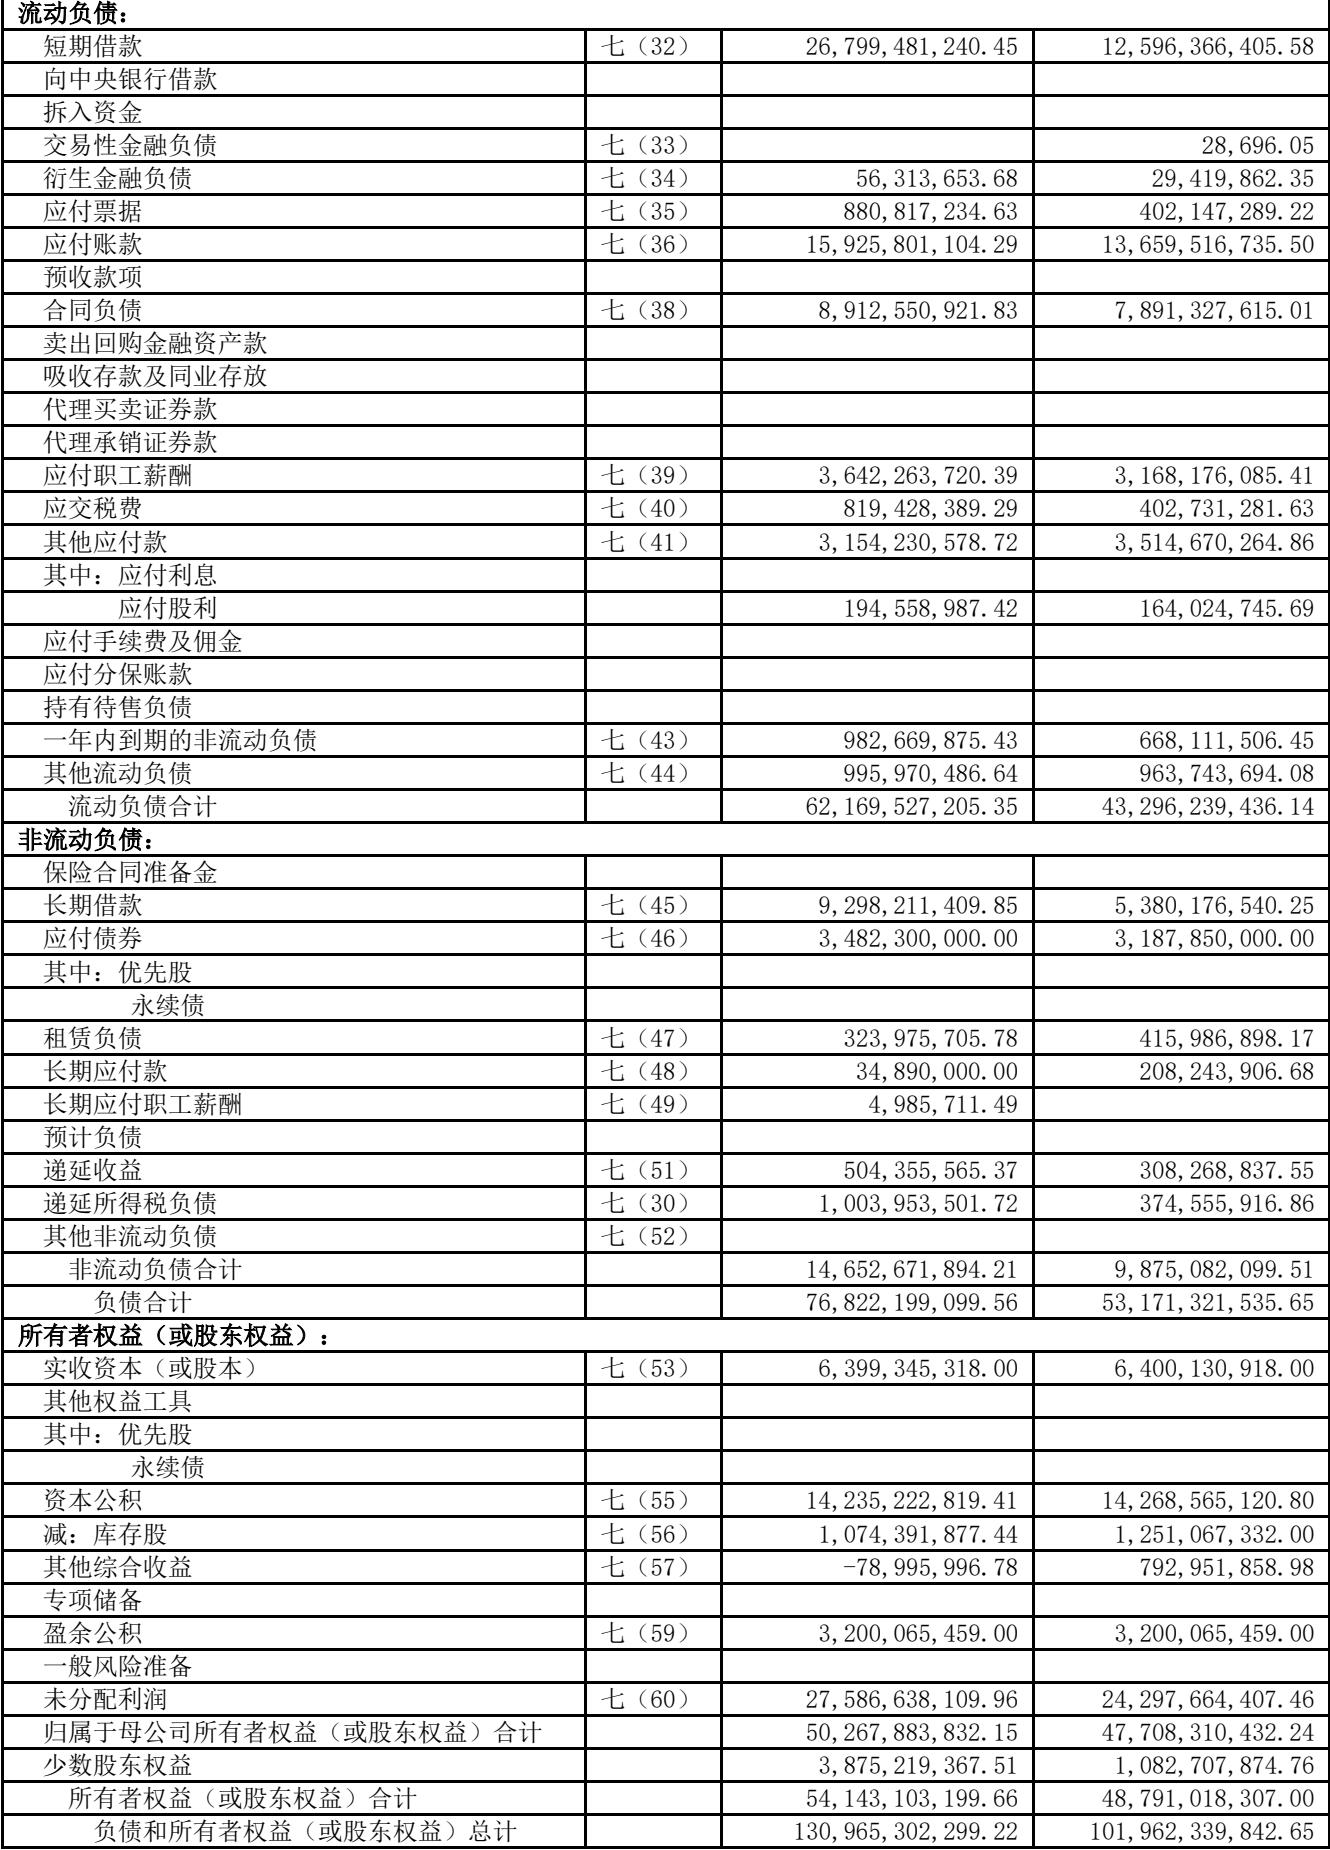 流动负债：
短期借款 七（32） 26,799,481,240.45 12,596,366,405.58
向中央银行借款
拆入资金
交易性金融负债 七（33） 28,696.05
衍生金融负债 七（34） 56,313,653.68 29,419,862.35
应付票据 七（35） 880,817,234.63 402,147,289.22
应付账款 七（36） 15,925,801,104.29 13,659,516,735.50
预收款项
合同负债 七（38） 8,912,550,921.83 7,891,327,615.01
卖出回购金融资产款
吸收存款及同业存放
代理买卖证券款
代理承销证券款
应付职工薪酬 七（39） 3,642,263,720.39 3,168,176,085.41
应交税费 七（40） 819,428,389.29 402,731,281.63
其他应付款 七（41） 3,154,230,578.72 3,514,670,264.86
其中：应付利息
应付股利 194,558,987.42 164,024,745.69
应付手续费及佣金
应付分保账款
持有待售负债
一年内到期的非流动负债 七（43） 982,669,875.43 668,111,506.45
其他流动负债 七（44） 995,970,486.64 963,743,694.08
流动负债合计 62,169,527,205.35 43,296,239,436.14
非流动负债：
保险合同准备金
长期借款 七（45） 9,298,211,409.85 5,380,176,540.25
应付债券 七（46） 3,482,300,000.00 3,187,850,000.00
其中：优先股
永续债
租赁负债 七（47） 323,975,705.78 415,986,898.17
长期应付款 七（48） 34,890,000.00 208,243,906.68
长期应付职工薪酬 七（49） 4,985,711.49
预计负债
递延收益 七（51） 504,355,565.37 308,268,837.55
递延所得税负债 七（30） 1,003,953,501.72 374,555,916.86
其他非流动负债 七（52）
非流动负债合计 14,652,671,894.21 9,875,082,099.51
负债合计 76,822,199,099.56 53,171,321,535.65
所有者权益（或股东权益）：
实收资本（或股本） 七（53） 6,399,345,318.00 6,400,130,918.00
其他权益工具
其中：优先股
永续债
资本公积 七（55） 14,235,222,819.41 14,268,565,120.80
减：库存股 七（56） 1,074,391,877.44 1,251,067,332.00
其他综合收益 七（57） -78,995,996.78 792,951,858.98
专项储备
盈余公积 七（59） 3,200,065,459.00 3,200,065,459.00
一般风险准备
未分配利润 七（60） 27,586,638,109.96 24,297,664,407.46
归属于母公司所有者权益（或股东权益）合计 50,267,883,832.15 47,708,310,432.24
少数股东权益 3,875,219,367.51 1,082,707,874.76
所有者权益（或股东权益）合计 54,143,103,199.66 48,791,018,307.00
负债和所有者权益（或股东权益）总计 130,965,302,299.22 101,962,339,842.65